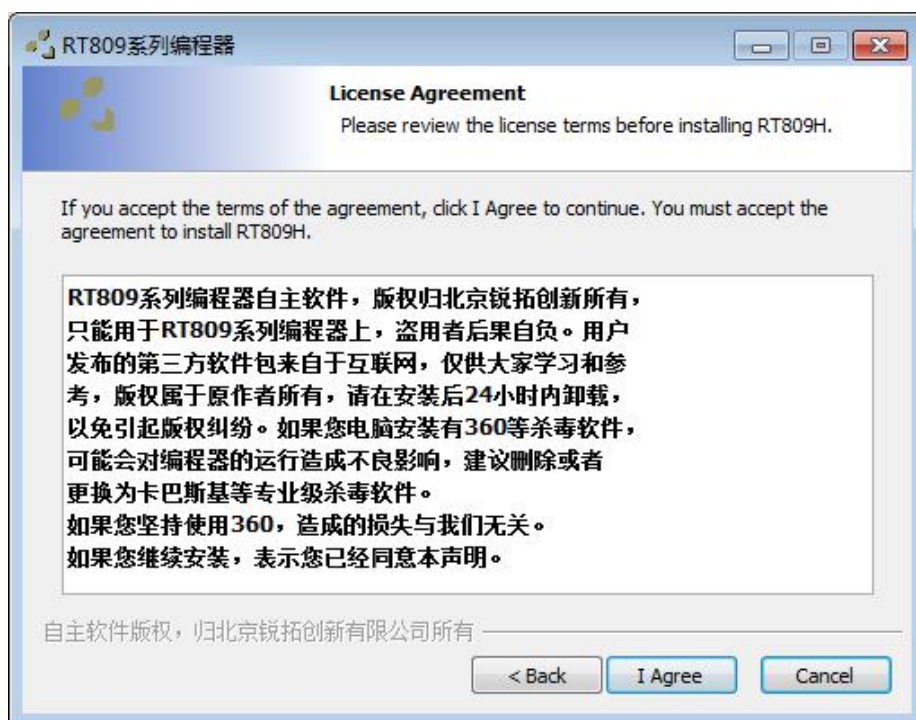 RT809系列编程器
License Agreement
Please review the license terms before installing RT809H.
If you accept the terms of the agreement, click I Agree to continue. You must accept the
agreement to install RT809H.
RT809系列编程器自主软件，版权归北京锐拓创新所有，
只能用于RT809系列编程器上，盗用者后果自负。用户
发布的第三方软件包来自于互联网，仅供大家学习和参
考，版权属于原作者所有，请在安装后24小时内卸载，
以免引起版权纠纷。如果您电脑安装有360等杀毒软件，
可能会对编程器的运行造成不良影响，建议删除或者
更换为卡巴斯基等专业级杀毒软件。
如果您坚持使用360，造成的损失与我们无关。
如果您继续安装，表示您已经同意本声明。
自主软件版权，归北京锐拓创新有限公司所有
< Back
I Agree
Cancel